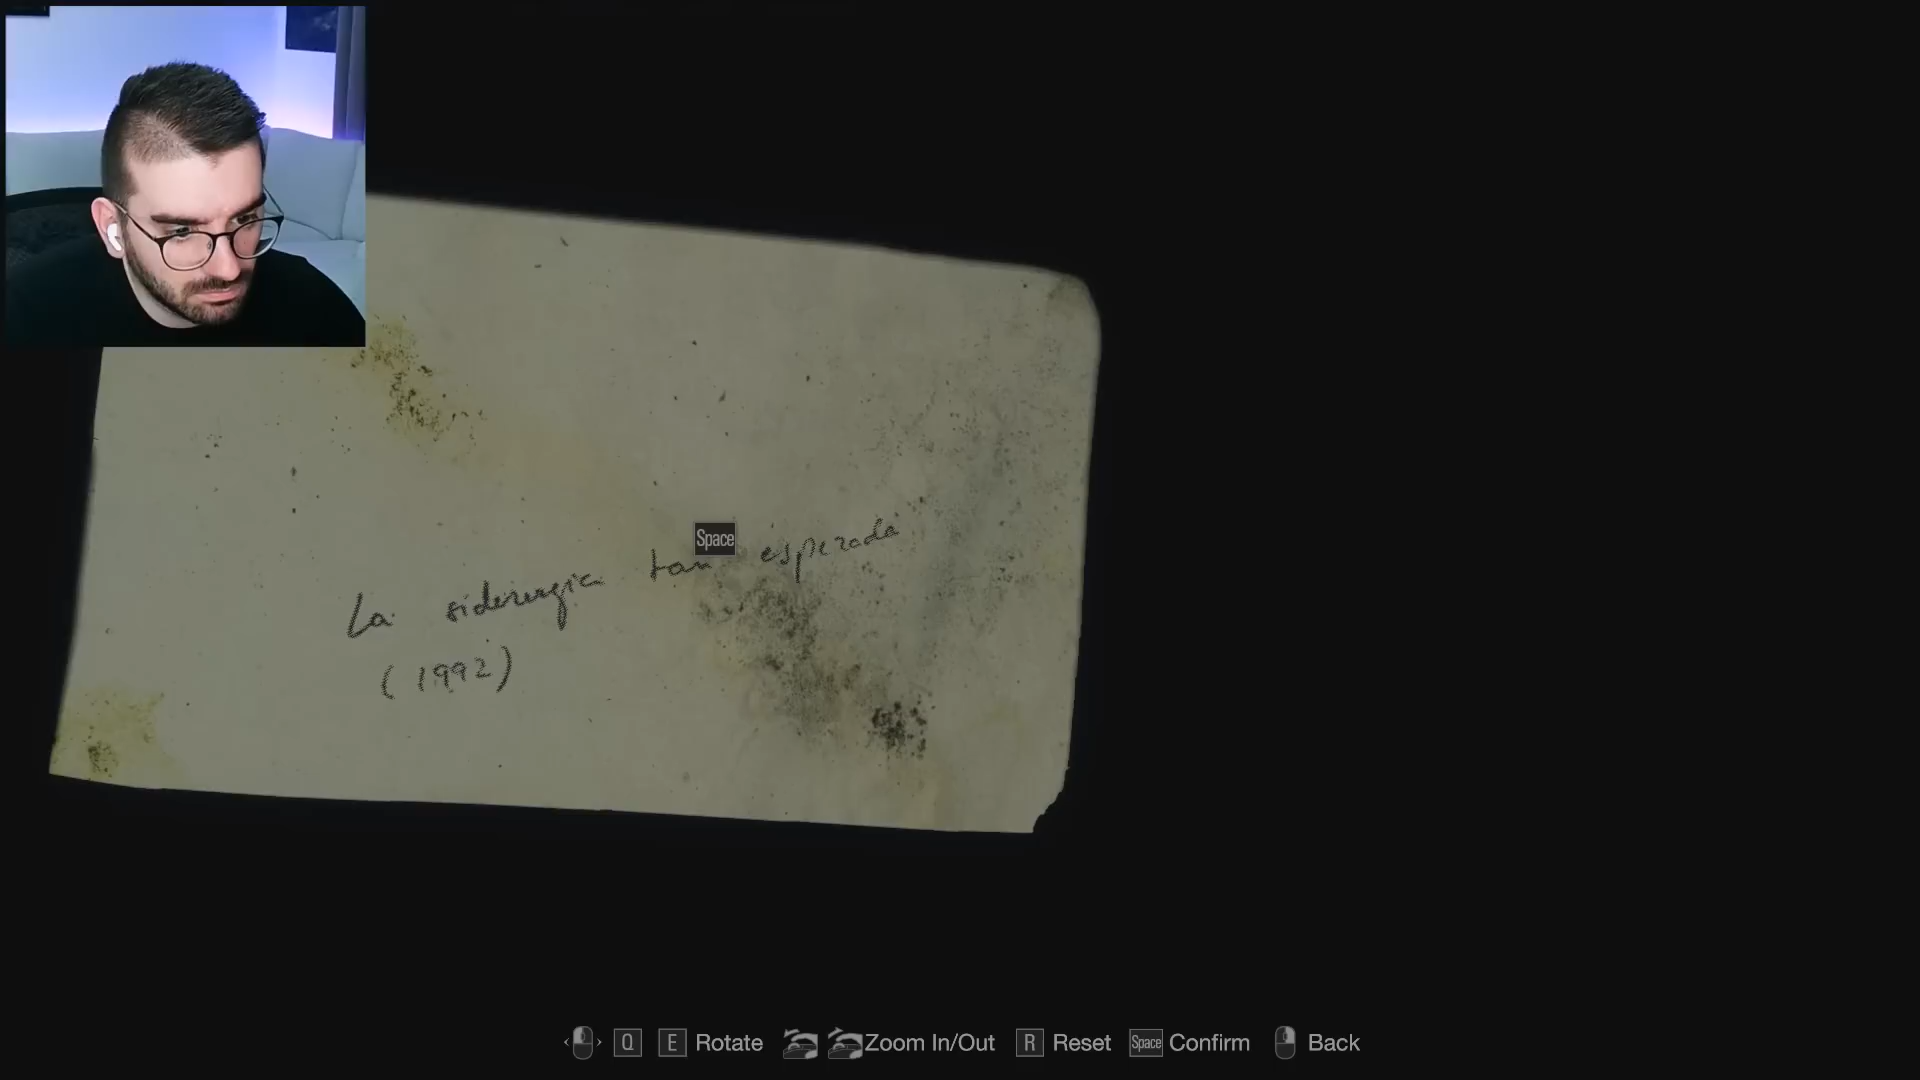 Space
La siderurgia tan esperada
(1992)
Q E Rotate Zoom In/Out R Reset Space Confirm Back